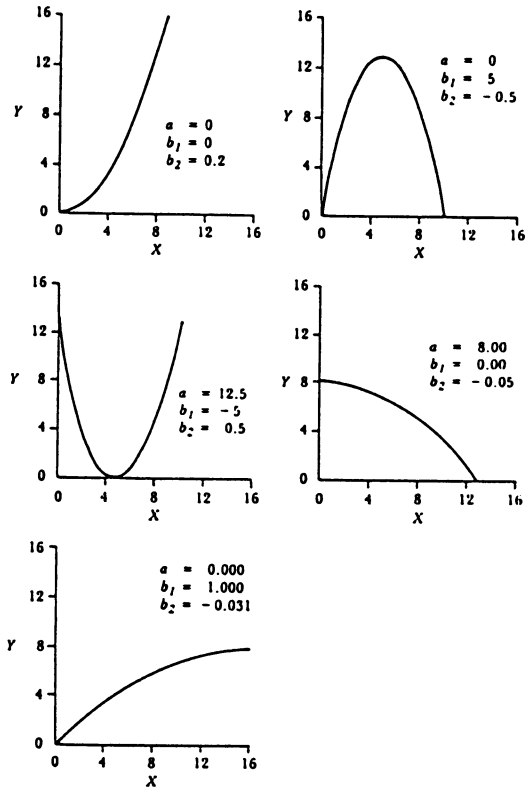 16
12
Y 8
4
0
0 4 8 12 16
X
a = 0
b1 = 0
b2 = 0.2
16
12
Y 8
4
0
0 4 8 12 16
X
a = 0
b1 = 5
b2 = -0.5
16
12
Y 8
4
0
0 4 8 12 16
X
a = 12.5
b1 = -5
b2 = 0.5
16
12
Y 8
4
0
0 4 8 12 16
X
a = 8.00
b1 = 0.00
b2 = -0.05
16
12
Y 8
4
0
0 4 8 12 16
X
a = 0.000
b1 = 1.000
b2 = -0.031